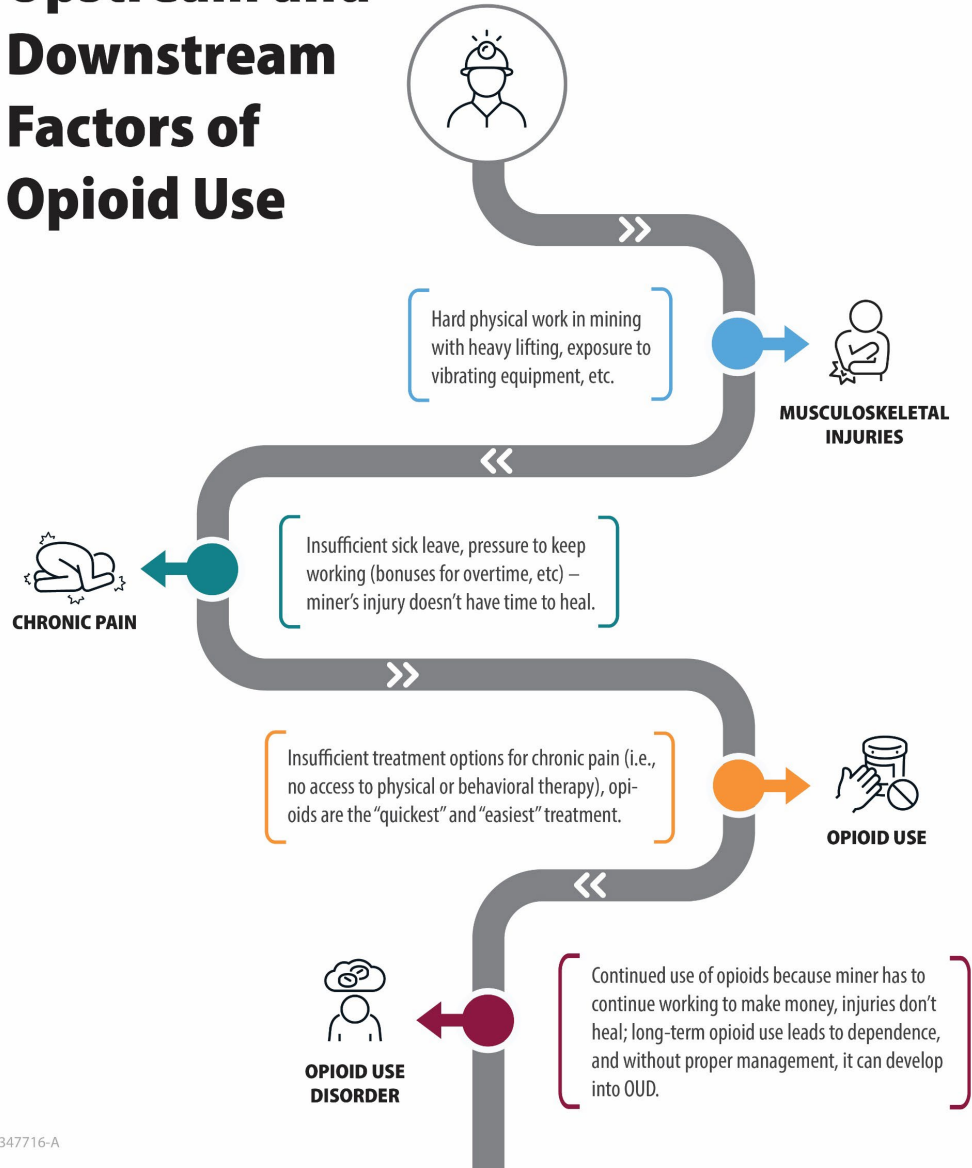 Upstream and
Downstream
Factors of
Opioid Use
Hard physical work in mining
with heavy lifting, exposure to
vibrating equipment, etc.
MUSCULOSKELETAL
INJURIES
Insufficient sick leave, pressure to keep
working (bonuses for overtime, etc) –
miner’s injury doesn’t have time to heal.
CHRONIC PAIN
Insufficient treatment options for chronic pain (i.e.,
no access to physical or behavioral therapy), opi-
oids are the “quickest” and “easiest” treatment.
OPIOID USE
Continued use of opioids because miner has to
continue working to make money, injuries don’t
heal; long-term opioid use leads to dependence,
and without proper management, it can develop
into OUD.
OPIOID USE
DISORDER
347716-A